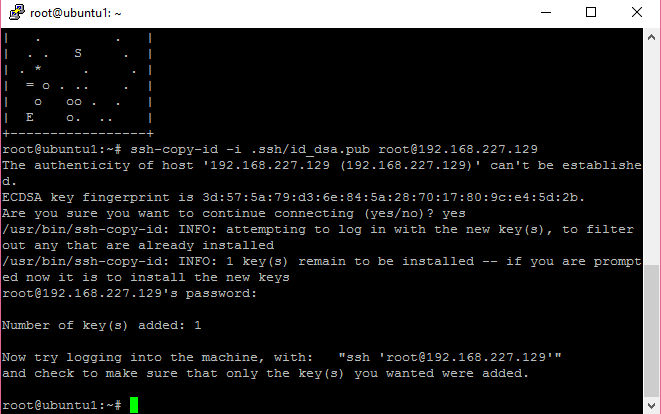 root@ubuntu1: ~
|   .         .   |
|  . .   S     .  |
| . *     .     . |
|  = o . ..    .  |
|   o   oo .  .   |
|  E    o.  ..    |
+-----------------+
root@ubuntu1:~# ssh-copy-id -i .ssh/id_dsa.pub root@192.168.227.129
The authenticity of host '192.168.227.129 (192.168.227.129)' can't be establishe
d.
ECDSA key fingerprint is 3d:57:5a:79:d3:6e:84:5a:28:70:17:80:9c:e4:5d:2b.
Are you sure you want to continue connecting (yes/no)? yes
/usr/bin/ssh-copy-id: INFO: attempting to log in with the new key(s), to filter
out any that are already installed
/usr/bin/ssh-copy-id: INFO: 1 key(s) remain to be installed -- if you are prompt
ed now it is to install the new keys
root@192.168.227.129's password:
Number of key(s) added: 1
Now try logging into the machine, with:   "ssh 'root@192.168.227.129'"
and check to make sure that only the key(s) you wanted were added.
root@ubuntu1:~#